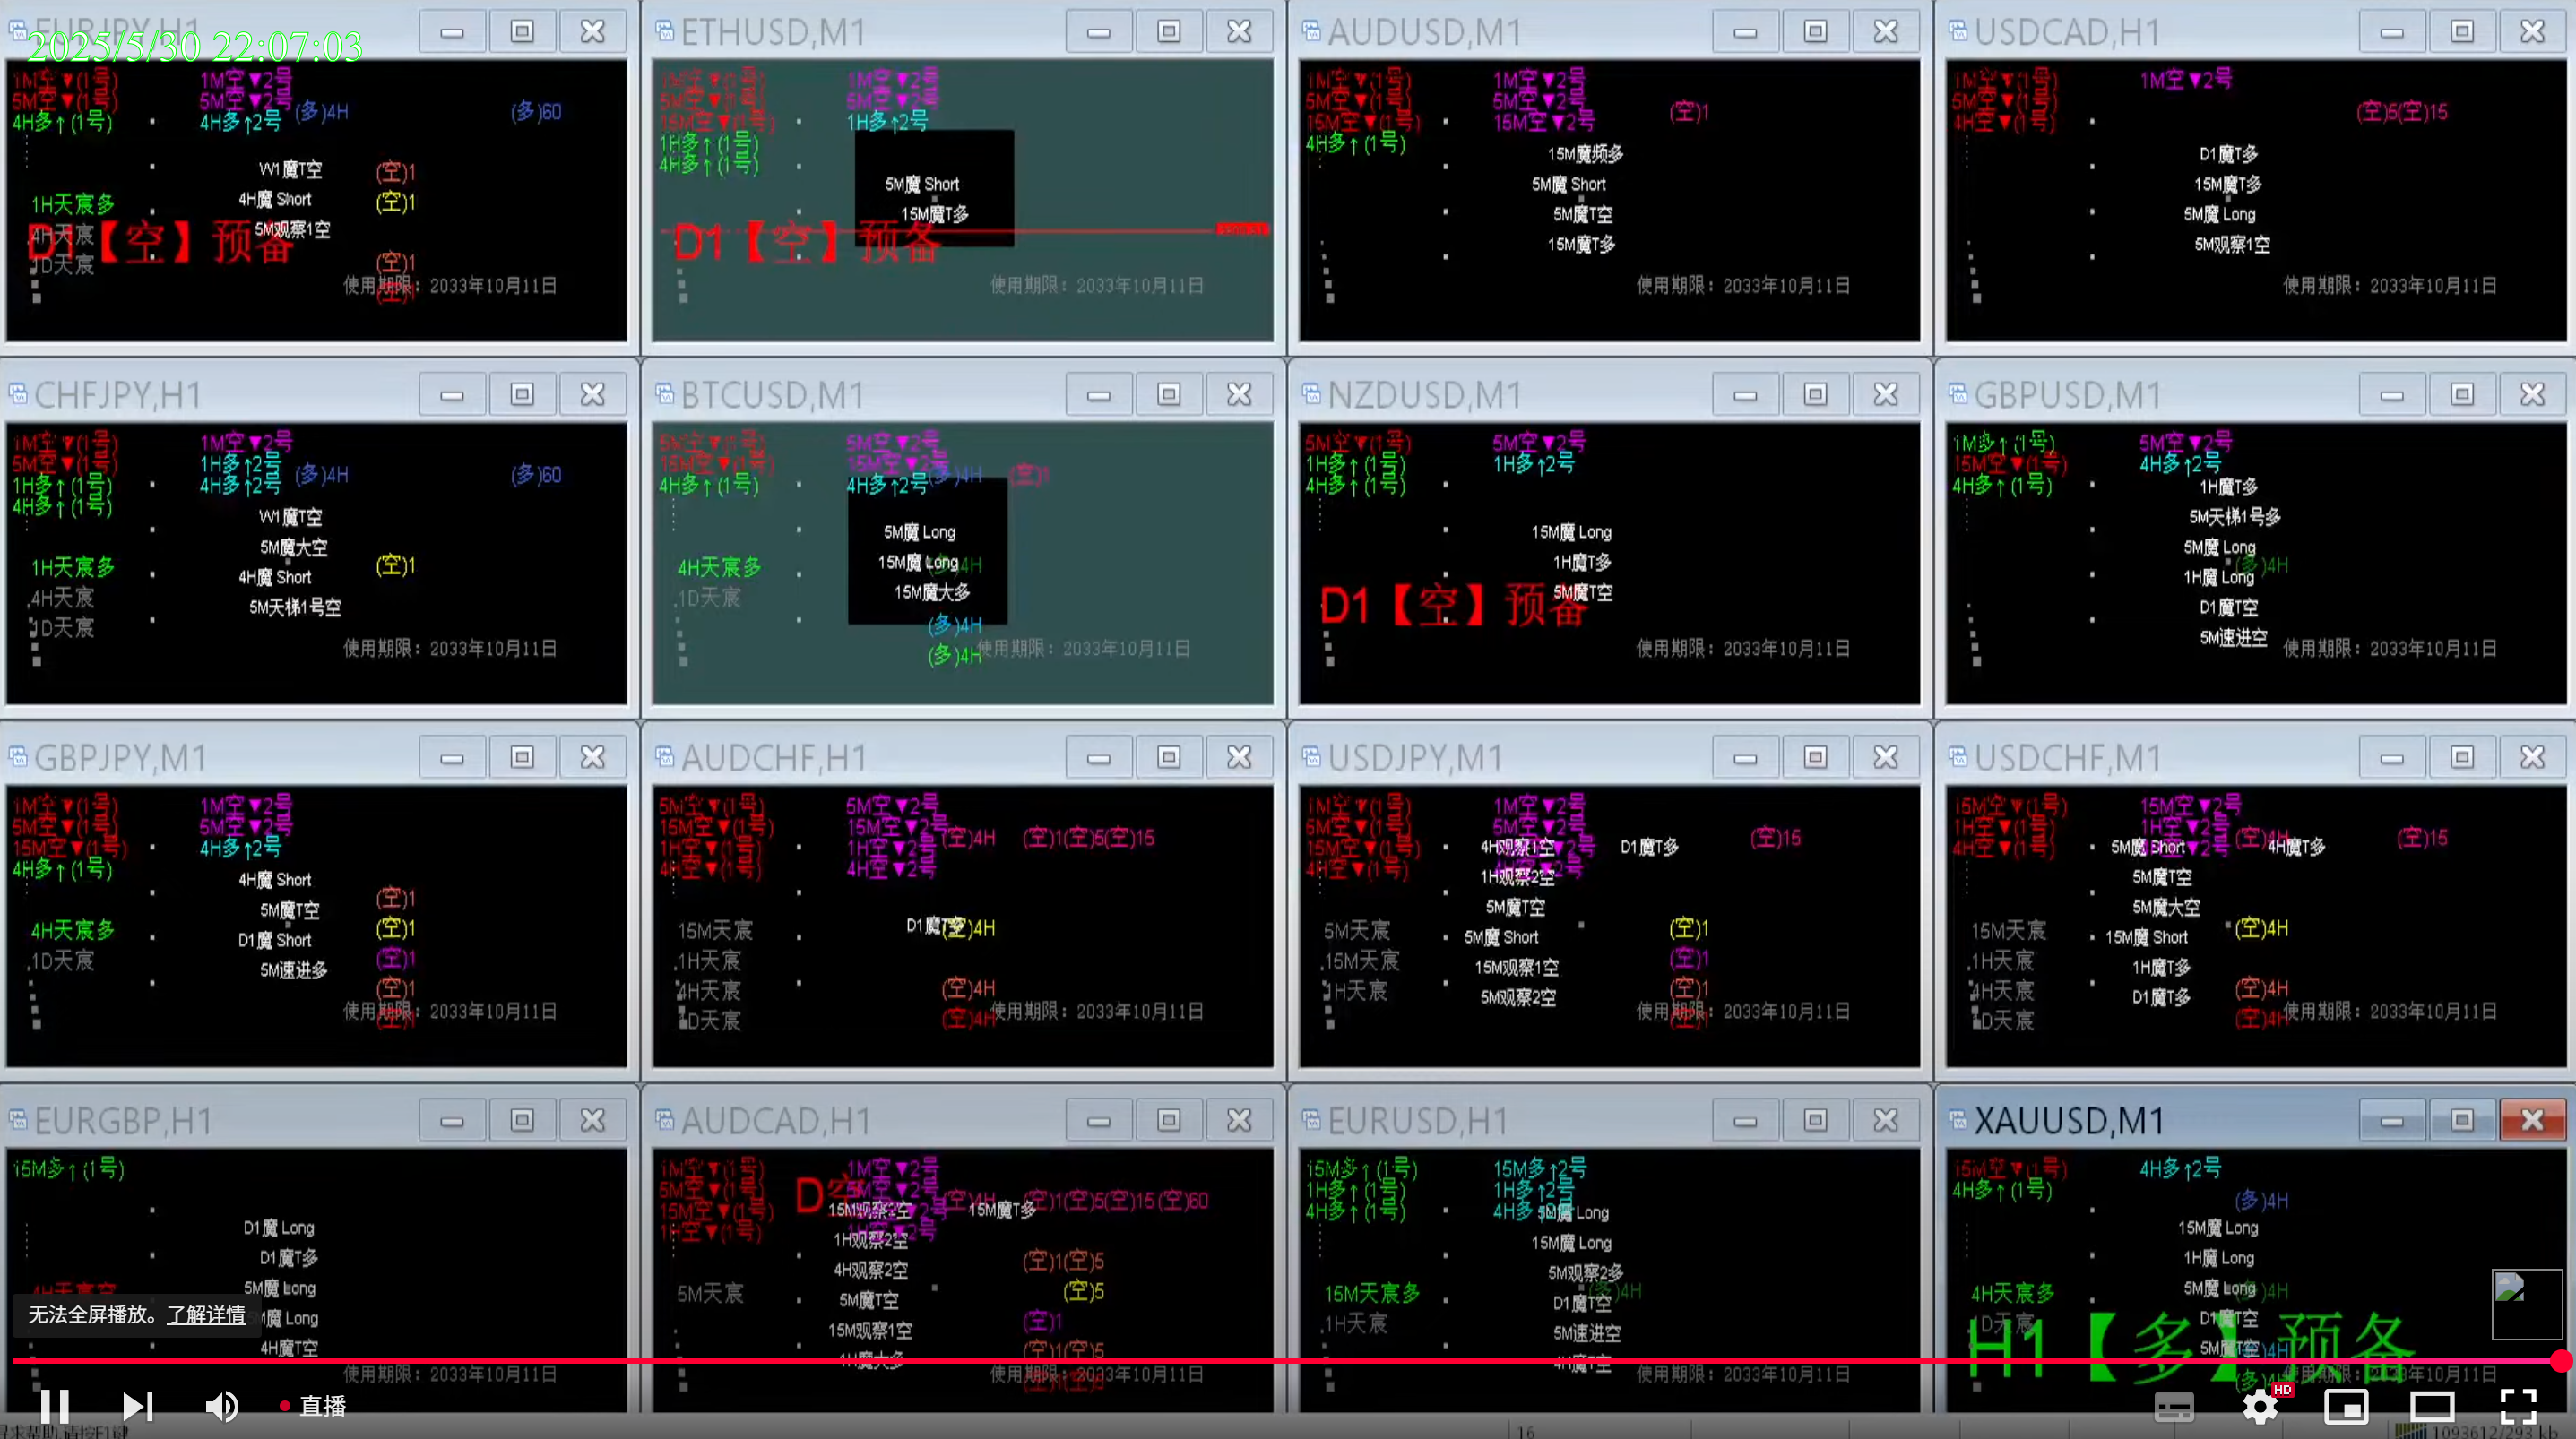 EURJPY,H1
2025/5/30 22:07:03
1M空▼(1号)
5M空▼(1号)
4H多↑(1号)
1M空▼2号
5M空▼2号
4H多↑2号
(多)4H
(多)60
W1魔T空
(空)1
4H魔 Short
(空)1
1H天宸多
5M观察1空
4H天宸
D1【空】预备
1D天宸
(空)1
使用期限：2033年10月11日
ETHUSD,M1
5M空▼(1号)
15M空▼(1号)
1H多↑(1号)
4H多↑(1号)
1M空▼2号
5M空▼2号
1H多↑2号
5M魔 Short
15M魔T多
D1【空】预备
使用期限：2033年10月11日
AUDUSD,M1
1M空▼(1号)
5M空▼(1号)
15M空▼(1号)
4H多↑(1号)
1M空▼2号
5M空▼2号
15M空▼2号
(空)1
15M魔频多
5M魔 Short
5M魔T空
15M魔T多
使用期限：2033年10月11日
USDCAD,H1
1M空▼(1号)
5M空▼(1号)
4H空▼(1号)
1M空▼2号
(空)5(空)15
D1魔T多
15M魔T多
5M魔 Long
5M观察1空
使用期限：2033年10月11日
CHFJPY,H1
1M空▼(1号)
5M空▼(1号)
1H多↑(1号)
4H多↑(1号)
1M空▼2号
1H多↑2号
4H多↑2号
(多)4H
(多)60
W1魔T空
5M魔大空
1H天宸多
(空)1
4H魔 Short
4H天宸
5M天梯1号空
1D天宸
使用期限：2033年10月11日
BTCUSD,M1
5M空▼(1号)
15M空▼(1号)
4H多↑(1号)
5M空▼2号
15M空▼2号
4H多↑2号
(多)4H
(空)1
5M魔 Long
15M魔 Long
(多)4H
4H天宸多
15M魔大多
1D天宸
(多)4H
(多)4H
使用期限：2033年10月11日
NZDUSD,M1
5M空▼(1号)
1H多↑(1号)
4H多↑(1号)
5M空▼2号
1H多↑2号
15M魔 Long
1H魔T多
5M魔T空
D1【空】预备
使用期限：2033年10月11日
GBPUSD,M1
1M多↑(1号)
15M空▼(1号)
4H多↑(1号)
5M空▼2号
4H多↑2号
1H魔T多
5M天梯1号多
5M魔 Long
(多)4H
1H魔 Long
D1魔T空
5M速进空
使用期限：2033年10月11日
GBPJPY,M1
1M空▼(1号)
5M空▼(1号)
15M空▼(1号)
4H多↑(1号)
1M空▼2号
5M空▼2号
4H多↑2号
4H魔 Short
(空)1
5M魔T空
4H天宸多
(空)1
D1魔 Short
1D天宸
(空)1
5M速进多
(空)1
使用期限：2033年10月11日
(空)1
AUDCHF,H1
5M空▼(1号)
15M空▼(1号)
1H空▼(1号)
4H空▼(1号)
5M空▼2号
15M空▼2号
1H空▼2号
4H空▼2号
(空)4H
(空)1(空)5(空)15
D1魔T多
(空)4H
15M天宸
1H天宸
4H天宸
(空)4H
1D天宸
(空)4H
使用期限：2033年10月11日
USDJPY,M1
1M空▼(1号)
5M空▼(1号)
15M空▼(1号)
4H空▼(1号)
1M空▼2号
5M空▼2号
4H空▼2号
(空)15
4H观察1空
D1魔T多
1H观察2空
5M魔T空
5M天宸
(空)1
5M魔 Short
15M天宸
(空)1
15M观察1空
1H天宸
(空)1
5M观察2空
使用期限：2033年10月11日
USDCHF,M1
15M空▼(1号)
1H空▼(1号)
4H空▼(1号)
15M空▼2号
1H空▼2号
(空)4H
(空)15
5M魔 Short
4H魔T多
5M魔T空
5M魔大空
15M天宸
(空)4H
15M魔 Short
1H天宸
1H魔T多
4H天宸
(空)4H
D1魔T多
1D天宸
(空)4H
使用期限：2033年10月11日
EURGBP,H1
15M多↑(1号)
D1魔 Long
D1魔T多
5M魔 Long
4H天宸空
M魔 Long
4H魔T空
使用期限：2033年10月11日
AUDCAD,H1
1M空▼(1号)
5M空▼(1号)
15M空▼(1号)
1H空▼(1号)
1M空▼2号
5M空▼2号
D空
(空)4H
(空)1(空)5(空)15(空)60
15M观察2空
15M魔T多
1H观察2空
4H观察2空
(空)1(空)5
5M天宸
(空)5
5M魔T空
(空)1
15M观察1空
(空)1(空)5
1H魔大多
使用期限：2033年10月11日
EURUSD,H1
15M多↑(1号)
1H多↑(1号)
4H多↑(1号)
15M多↑2号
1H多↑2号
4H多↑2号
5M魔 Long
15M魔 Long
5M观察2多
(多)4H
15M天宸多
D1魔T空
1H天宸
5M速进空
4H魔T空
使用期限：2033年10月11日
XAUUSD,M1
15M空▼(1号)
4H多↑(1号)
4H多↑2号
(多)4H
15M魔 Long
1H魔 Long
5M魔 Long
(多)4H
4H天宸多
D1魔T空
1D天宸
5M魔T空
H1【多】预备
使用期限：2033年10月11日
无法全屏播放。了解详情
直播
HD
16
1093612/293 kb